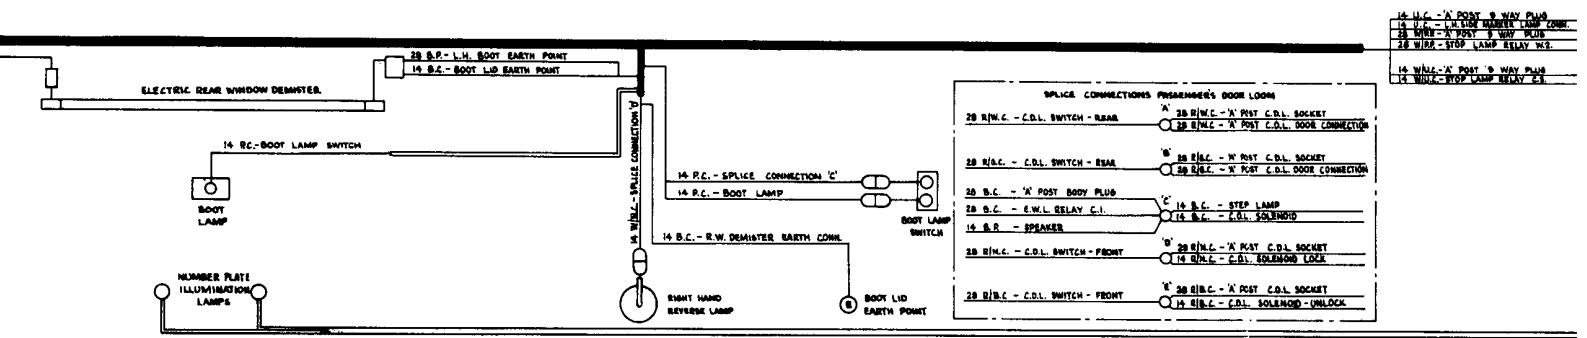 14 U.C. - 'A' POST 9 WAY PLUG
14 U.C. - L.H. SIDE MARKER LAMP CONN.
28 W/R.P. - 'A' POST 9 WAY PLUG
28 W/R.P. - STOP LAMP RELAY W.2.
14 W/U.C. - 'A' POST 9 WAY PLUG
14 W/U.C. - STOP LAMP RELAY C.3.
28 B.P. - L.H. BOOT EARTH POINT
14 B.C. - BOOT LID EARTH POINT
ELECTRIC REAR WINDOW DEMISTER.
14 P.C. - BOOT LAMP SWITCH
BOOT
LAMP
14 W/B.C. - SPLICE CONNECTION 'D'
14 P.C. - SPLICE CONNECTION 'C'
14 P.C. - BOOT LAMP
BOOT LAMP
SWITCH
14 B.C. - R.W. DEMISTER EARTH CONN.
NUMBER PLATE
ILLUMINATION
LAMPS
RIGHT HAND
REVERSE LAMP
BOOT LID
EARTH POINT
SPLICE CONNECTIONS PASSENGER'S DOOR LOOM
28 R/W.C. - C.D.L. SWITCH - REAR
'A'
28 R/W.C. - 'A' POST C.D.L. SOCKET
28 R/W.C. - 'A' POST C.D.L. DOOR CONNECTION
28 R/S.C. - C.D.L. SWITCH - REAR
'B'
28 R/S.C. - 'A' POST C.D.L. SOCKET
28 R/S.C. - 'A' POST C.D.L. DOOR CONNECTION
28 B.C. - 'A' POST BODY PLUG
28 B.C. - E.W.L. RELAY C.1.
14 B.P. - SPEAKER
'C'
14 B.C. - STEP LAMP
14 B.C. - C.D.L. SOLENOID
28 R/N.C. - C.D.L. SWITCH - FRONT
'D'
28 R/N.C. - 'A' POST C.D.L. SOCKET
14 R/N.C. - C.D.L. SOLENOID LOCK
28 R/B.C. - C.D.L. SWITCH - FRONT
'E'
28 R/B.C. - 'A' POST C.D.L. SOCKET
14 R/B.C. - C.D.L. SOLENOID - UNLOCK